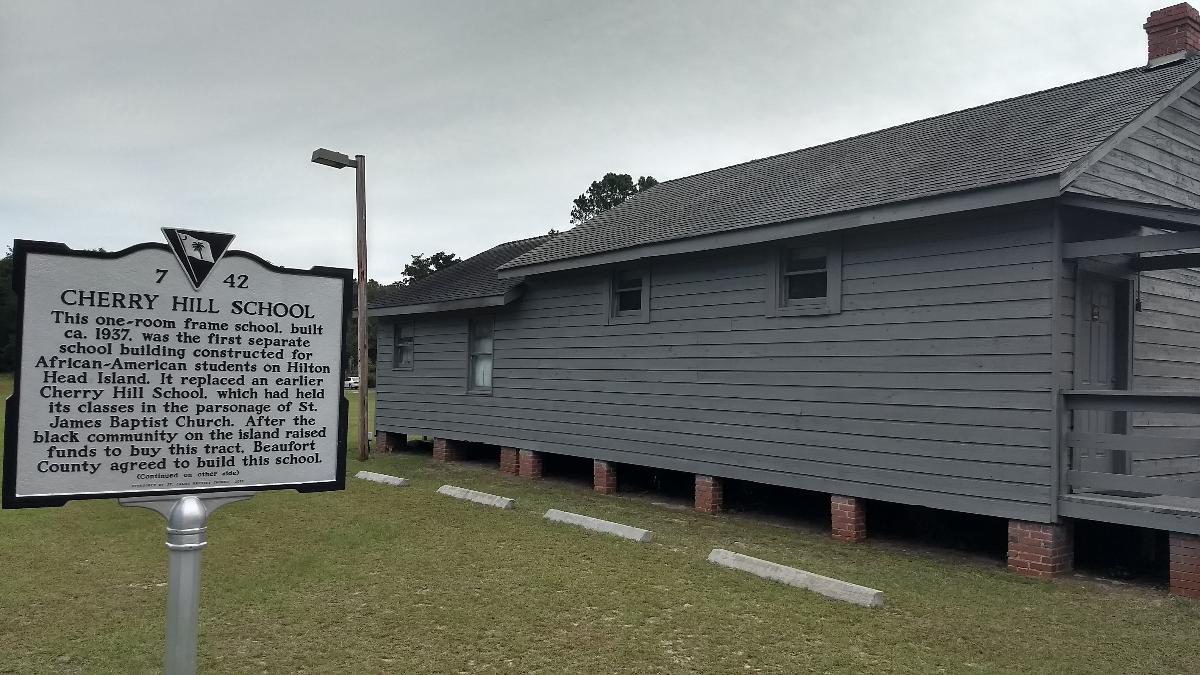 7 42
CHERRY HILL SCHOOL
This one-room frame school, built
ca. 1937, was the first separate
school building constructed for
African-American students on Hilton
Head Island. It replaced an earlier
Cherry Hill School, which had held
its classes in the parsonage of St.
James Baptist Church. After the
black community on the island raised
funds to buy this tract, Beaufort
County agreed to build this school.
(Continued on other side)